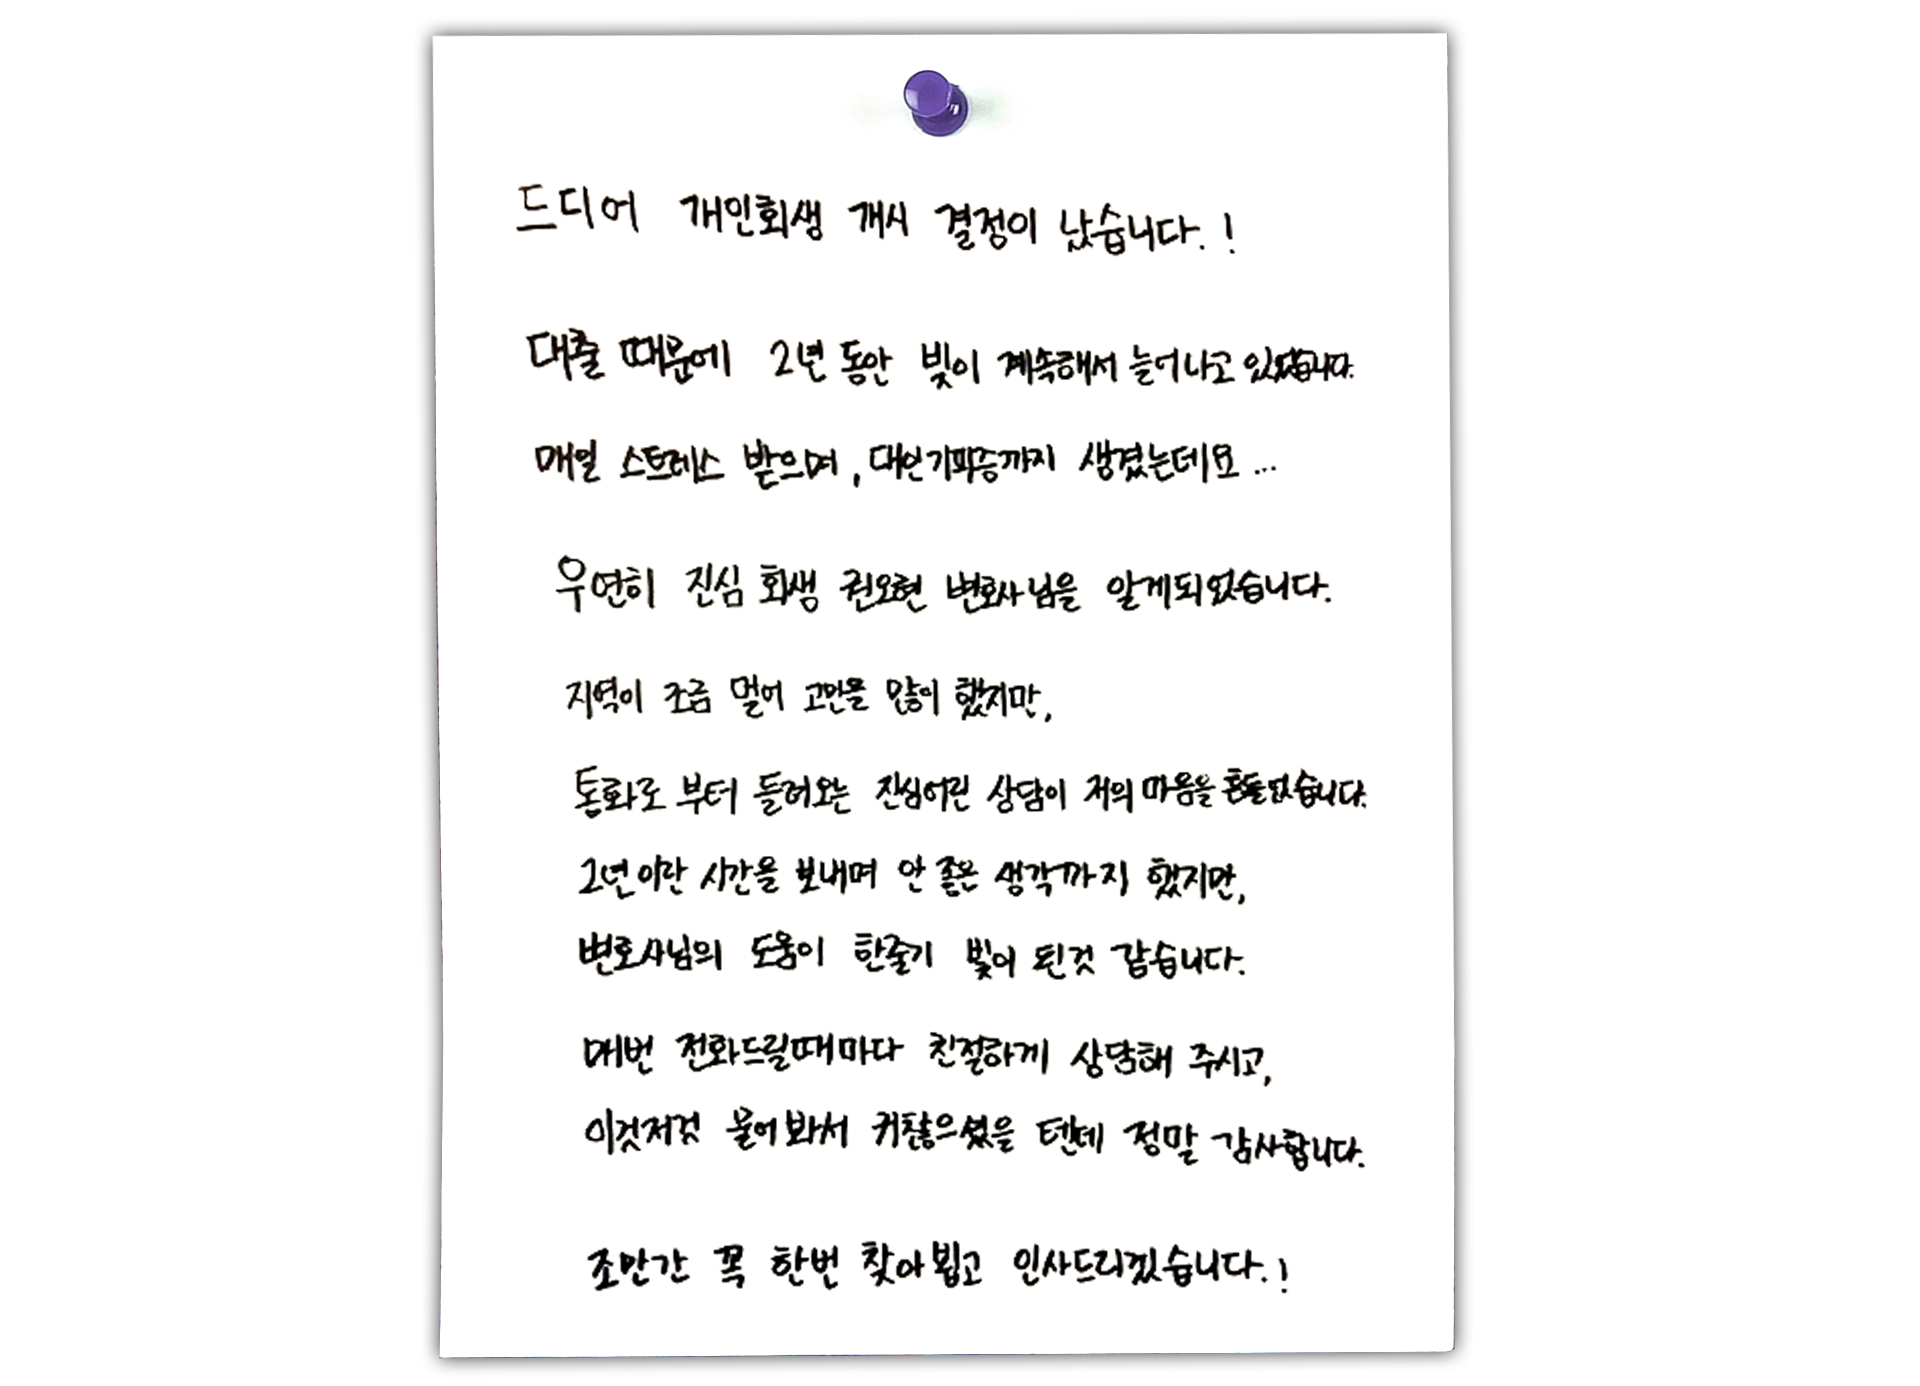 드디어 개인회생 개시 결정이 났습니다.!
대출 때문에 2년 동안 빚이 계속해서 늘어나고 있었습니다.
매일 스트레스 받으며, 대인기피증까지 생겼는데요...
우연히 진심 회생 권오현 변호사님을 알게되었습니다.
지역이 조금 멀어 고민을 많이 했지만,
통화로 부터 들려오는 진심어린 상담이 저의 마음을 흔들었습니다.
2년이란 시간을 보내며 안 좋은 생각까지 했지만,
변호사님의 도움이 한줄기 빛이 된것 같습니다.
매번 전화드릴때마다 친절하게 상담해 주시고,
이것저것 물어봐서 귀찮으셨을 텐데 정말 감사합니다.
조만간 꼭 한번 찾아뵙고 인사드리겠습니다.!